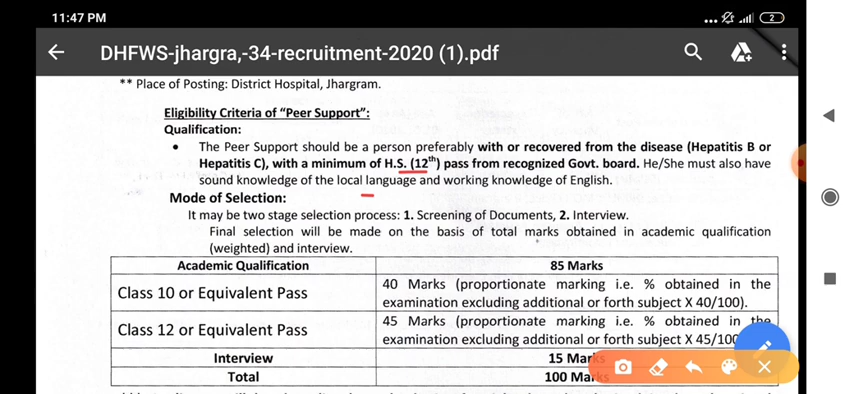 11:47 PM
... 2
DHFWS-jhargra,-34-recruitment-2020 (1).pdf
** Place of Posting: District Hospital, Jhargram.
Eligibility Criteria of "Peer Support":
Qualification:
• The Peer Support should be a person preferably with or recovered from the disease (Hepatitis B or
Hepatitis C), with a minimum of H.S. (12th) pass from recognized Govt. board. He/She must also have
sound knowledge of the local language and working knowledge of English.
Mode of Selection:
It may be two stage selection process: 1. Screening of Documents, 2. Interview.
Final selection will be made on the basis of total marks obtained in academic qualification
(weighted) and interview.
Academic Qualification 85 Marks
Class 10 or Equivalent Pass 40 Marks (proportionate marking i.e. % obtained in the
examination excluding additional or forth subject X 40/100).
Class 12 or Equivalent Pass 45 Marks (proportionate marking i.e. % obtained in the
examination excluding additional or forth subject X 45/100
Interview 15 Marks
Total 100 Marks